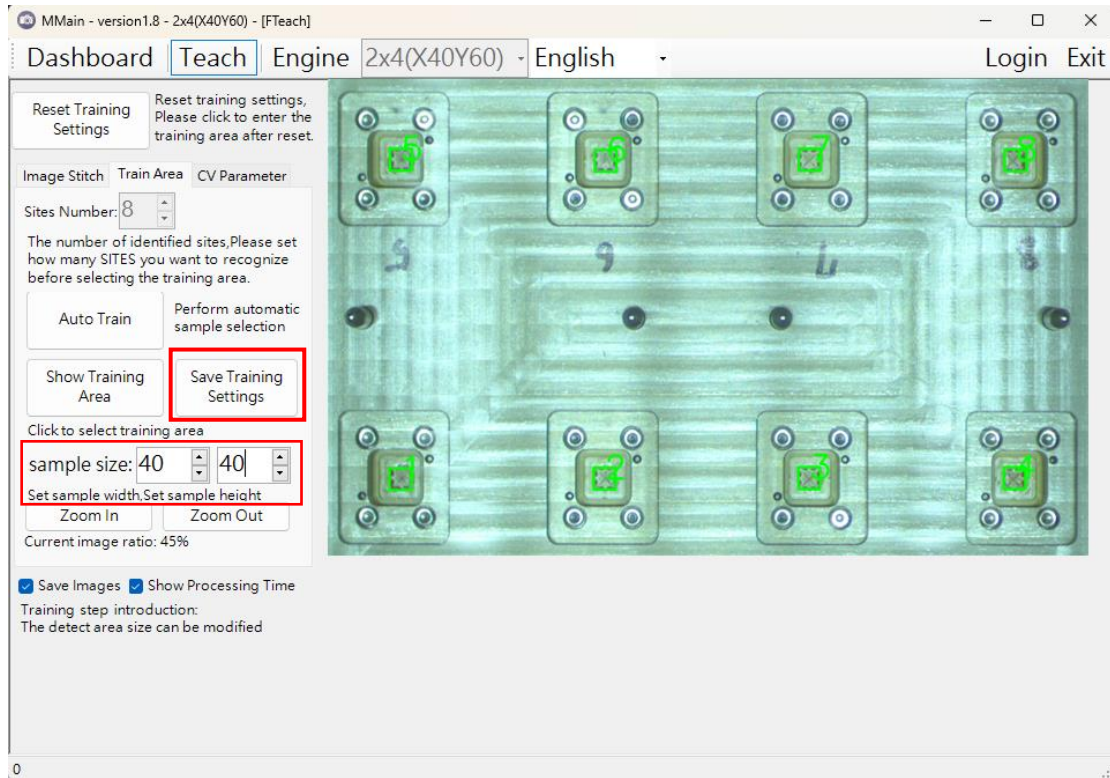 MMain - version1.8 - 2x4(X40Y60) - [FTeach]
Dashboard Teach Engine 2x4(X40Y60) English Login Exit
Reset Training
Settings
Reset training settings,
Please click to enter the
training area after reset.
Image Stitch Train Area CV Parameter
Sites Number: 8
The number of identified sites,Please set
how many SITES you want to recognize
before selecting the training area.
Auto Train
Perform automatic
sample selection
Show Training
Area
Save Training
Settings
Click to select training area
sample size: 40 40
Set sample width,Set sample height
Zoom In Zoom Out
Current image ratio: 45%
Save Images Show Processing Time
Training step introduction:
The detect area size can be modified
5 6 7 8
5 6 7 8
1 2 3 4
0